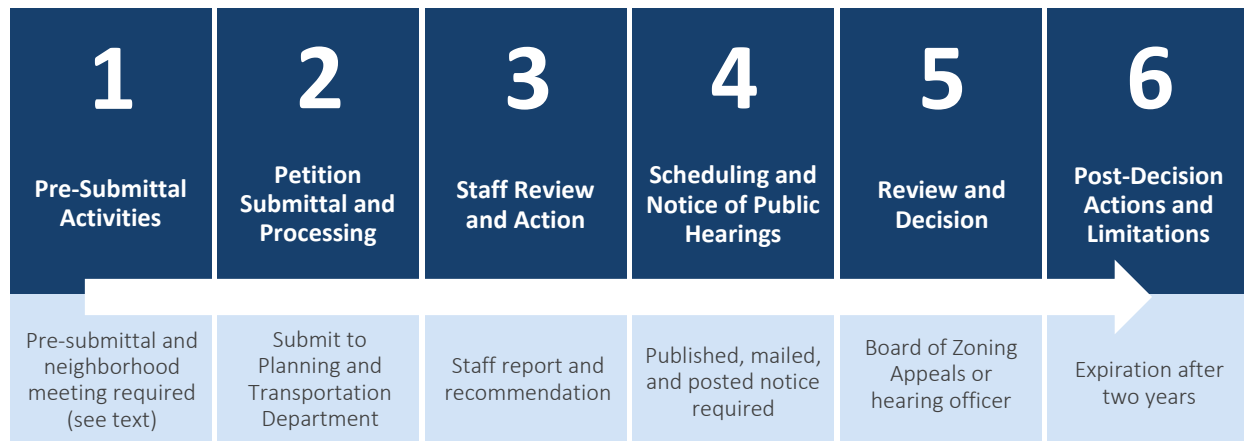 1
Pre-Submittal
Activities
Pre-submittal and
neighborhood
meeting required
(see text)
2
Petition
Submittal and
Processing
Submit to
Planning and
Transportation
Department
3
Staff Review
and Action
Staff report and
recommendation
4
Scheduling and
Notice of Public
Hearings
Published, mailed,
and posted notice
required
5
Review and
Decision
Board of Zoning
Appeals or
hearing officer
6
Post-Decision
Actions and
Limitations
Expiration after
two years